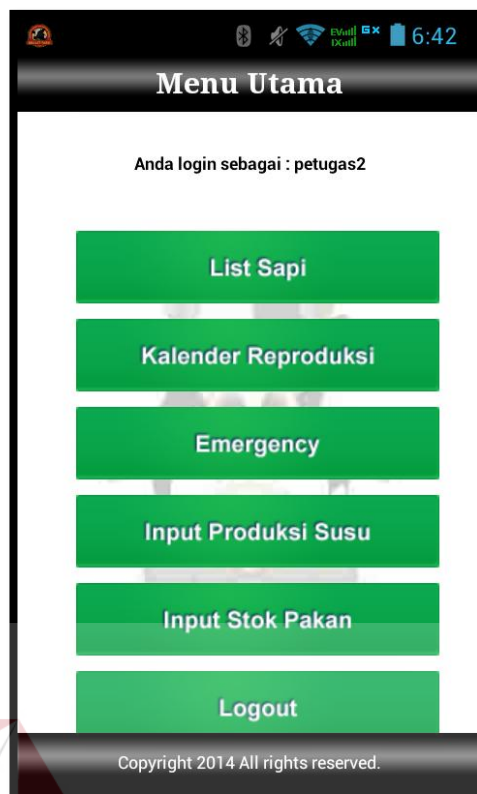 6:42
Menu Utama
Anda login sebagai : petugas2
List Sapi
Kalender Reproduksi
Emergency
Input Produksi Susu
Input Stok Pakan
Logout
Copyright 2014 All rights reserved.